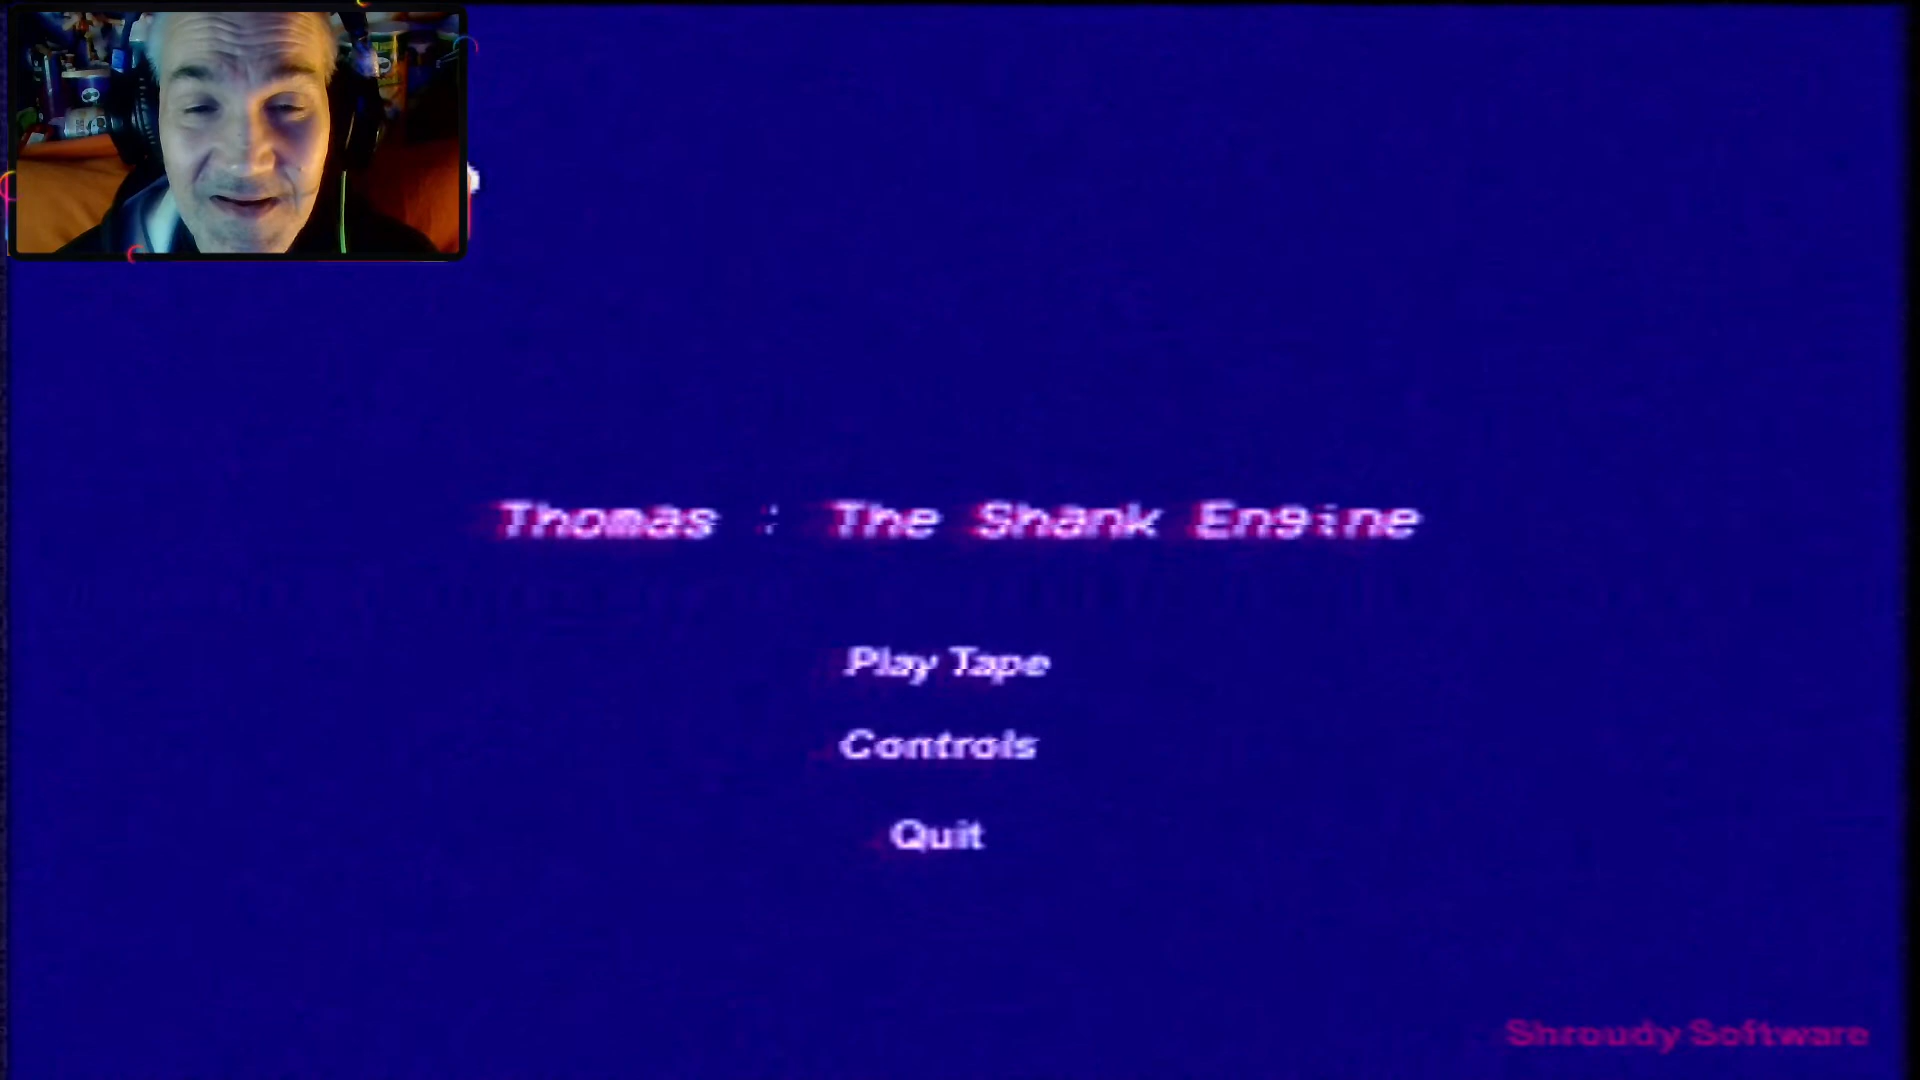 Thomas : The Shank Engine
Play Tape
Controls
Quit
Shroudy Software